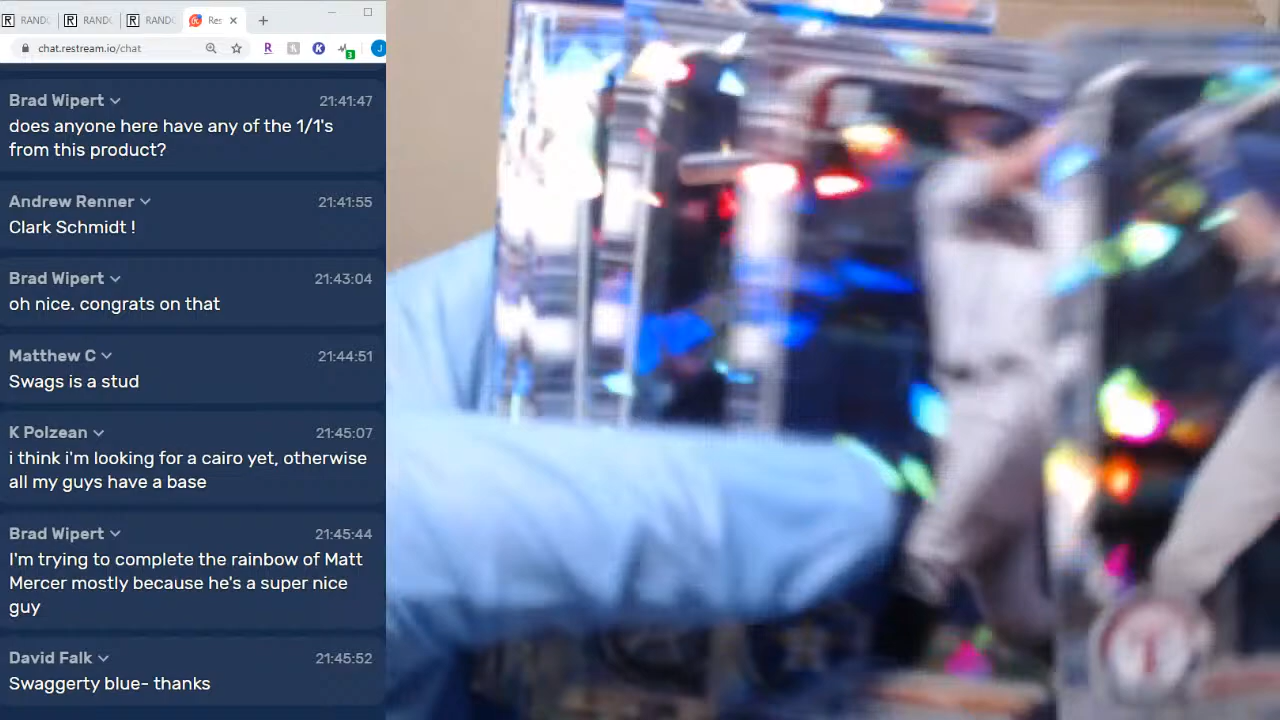 RAND
RAND
RAND
Res
chat.restream.io/chat
Brad Wipert
21:41:47
does anyone here have any of the 1/1's
from this product?
Andrew Renner
21:41:55
Clark Schmidt !
Brad Wipert
21:43:04
oh nice. congrats on that
Matthew C
21:44:51
Swags is a stud
K Polzean
21:45:07
i think i'm looking for a cairo yet, otherwise
all my guys have a base
Brad Wipert
21:45:44
I'm trying to complete the rainbow of Matt
Mercer mostly because he's a super nice
guy
David Falk
21:45:52
Swaggerty blue- thanks